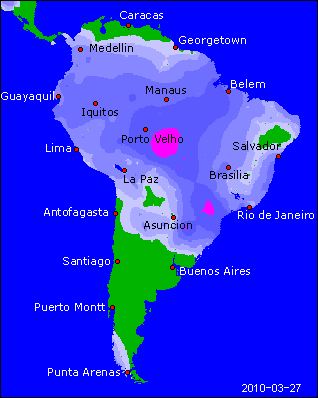 Caracas
Georgetown
Medellin
Manaus
Belem
Guayaquil
Iquitos
Porto Velho
Salvador
Lima
La Paz
Brasilia
Antofagasta
Rio de Janeiro
Asuncion
Santiago
Buenos Aires
Puerto Montt
Punta Arenas
2010-03-27